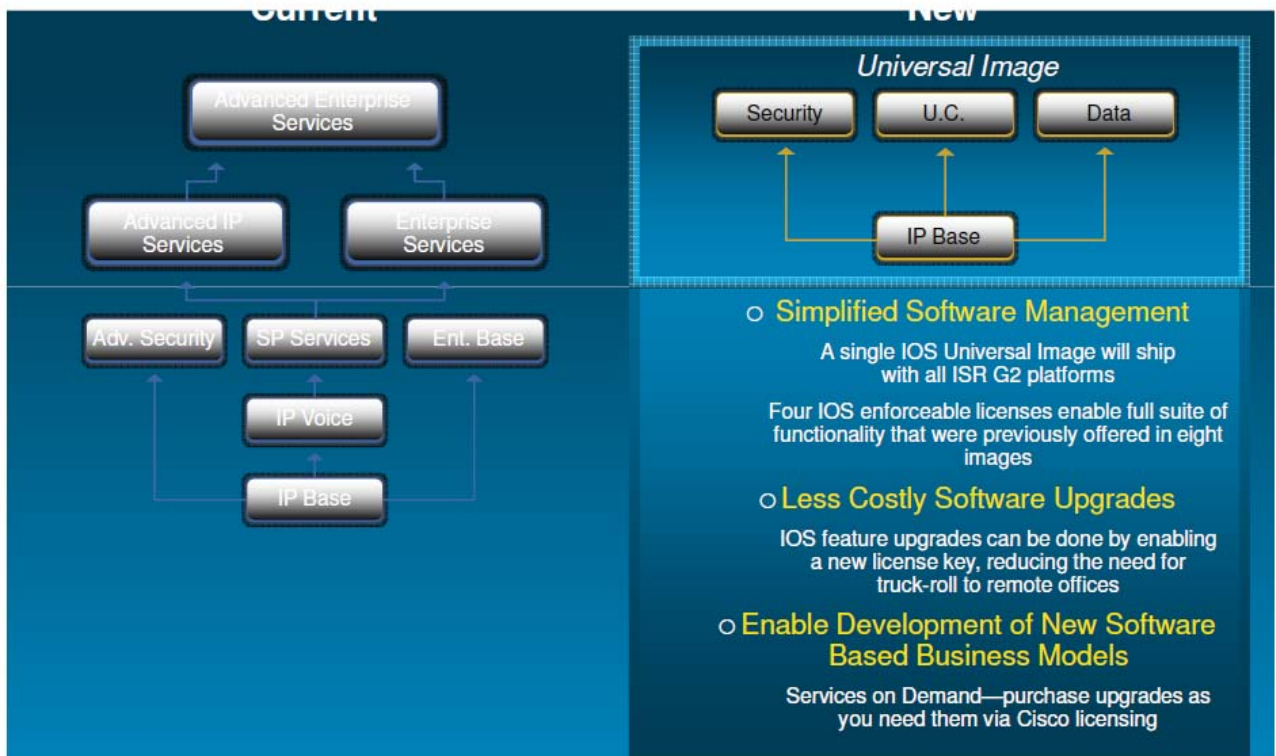 Current
Advanced Enterprise
Services
Advanced IP
Services
Enterprise
Services
Adv. Security
SP Services
Ent. Base
IP Voice
IP Base
New
Universal Image
Security
U.C.
Data
IP Base
Simplified Software Management
A single IOS Universal Image will ship
with all ISR G2 platforms
Four IOS enforceable licenses enable full suite of
functionality that were previously offered in eight
images
Less Costly Software Upgrades
IOS feature upgrades can be done by enabling
a new license key, reducing the need for
truck-roll to remote offices
Enable Development of New Software
Based Business Models
Services on Demand—purchase upgrades as
you need them via Cisco licensing